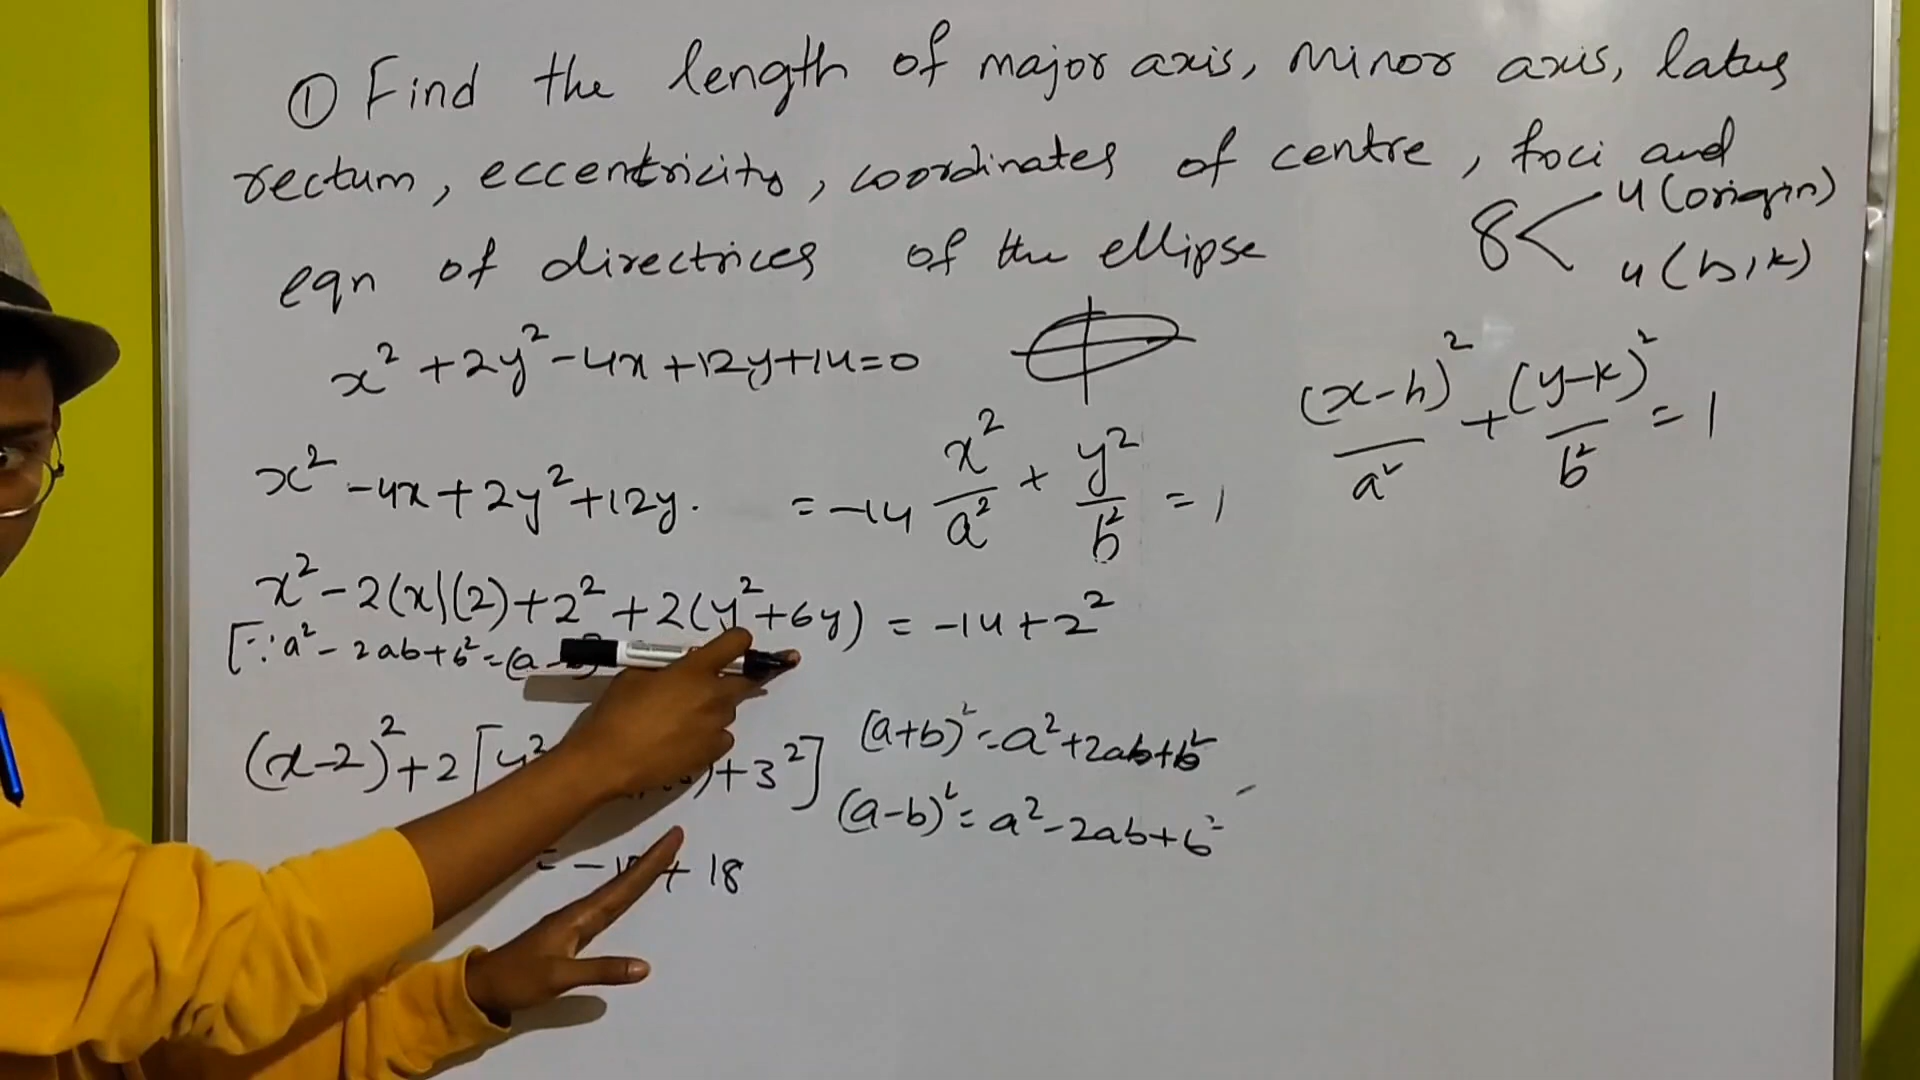 ① Find the length of major axis, minor axis, latus
rectum, eccentricity, coordinates of centre, foci and
eqn of directrices of the ellipse
8 < 4 (origin)
4 (h, k)
x² + 2y² - 4x + 12y + 14 = 0
(x-h)²/a² + (y-k)²/b² = 1
x² - 4x + 2y² + 12y. = -14
x²/a² + y²/b² = 1
x² - 2(x)(2) + 2² + 2(y² + 6y) = -14 + 2²
[∵ a² - 2ab + b² = (a -
(x-2)² + 2[y² ) + 3²]
= - + 18
(a+b)² = a² + 2ab + b²
(a-b)² = a² - 2ab + b²